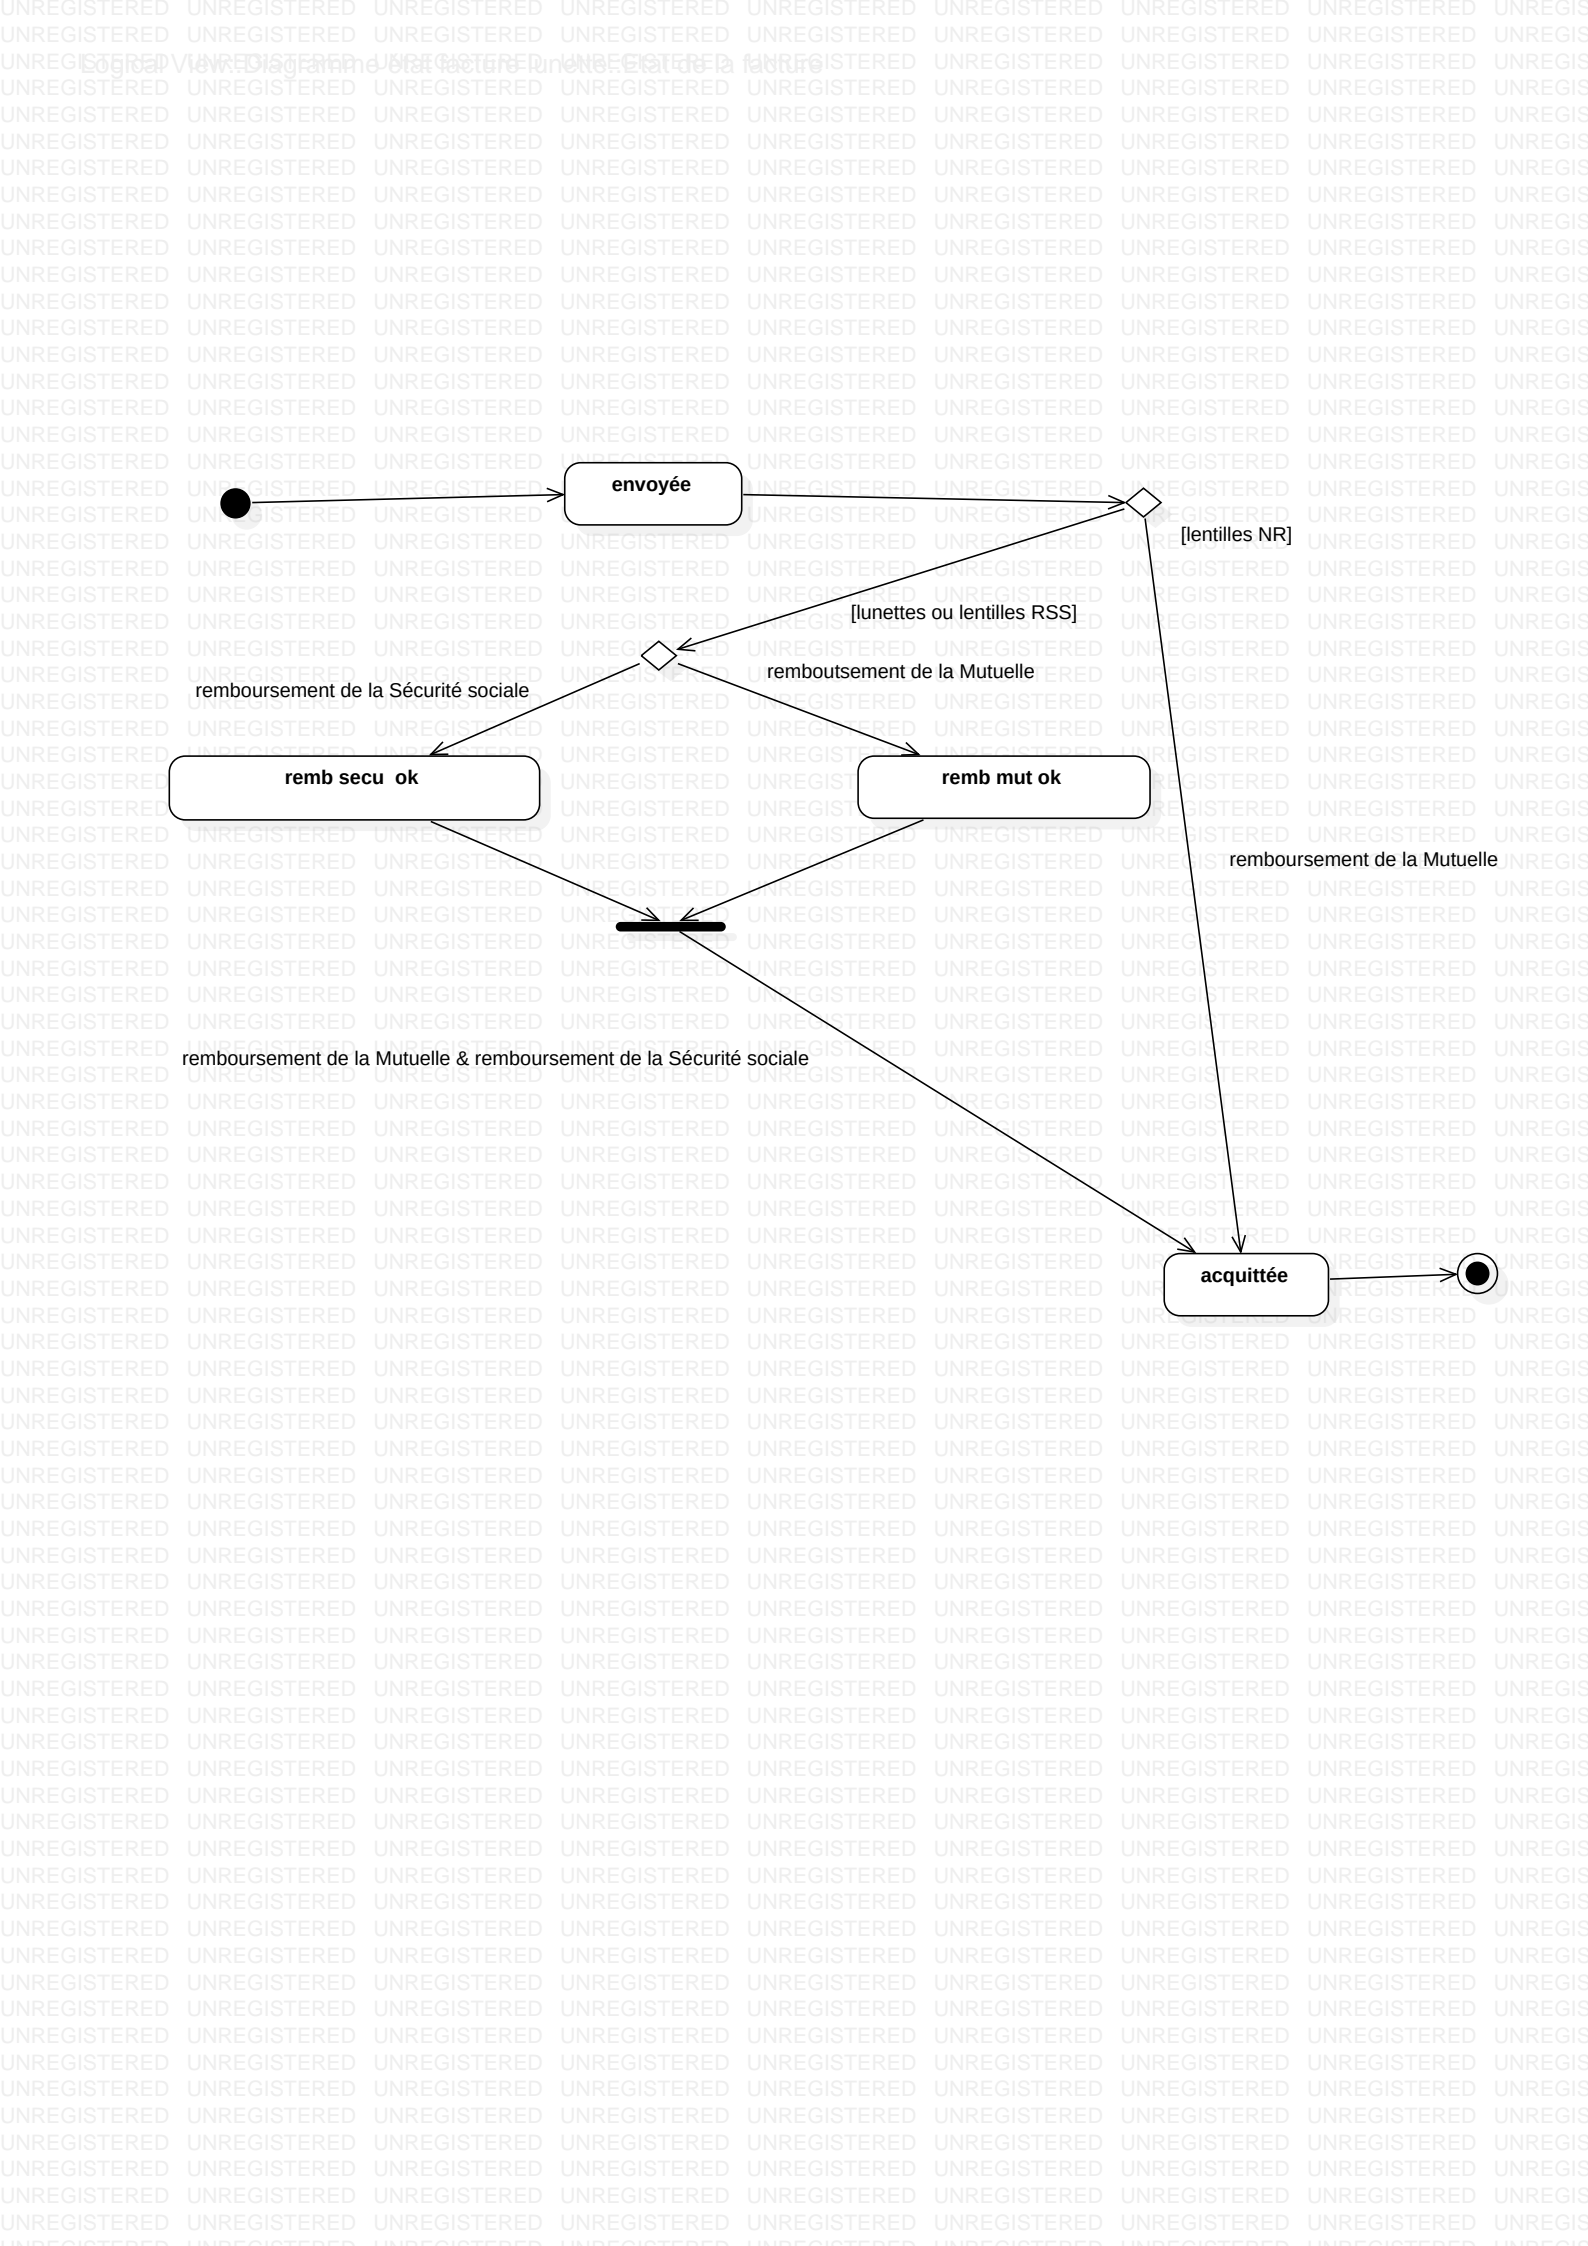 Logical View::Diagramme état facture lunette::Etat de la facture
envoyée
[lentilles NR]
[lunettes ou lentilles RSS]
remboutsement de la Mutuelle
remboursement de la Sécurité sociale
remb secu  ok
remb mut ok
remboursement de la Mutuelle
remboursement de la Mutuelle & remboursement de la Sécurité sociale
acquittée
UNREGISTERED